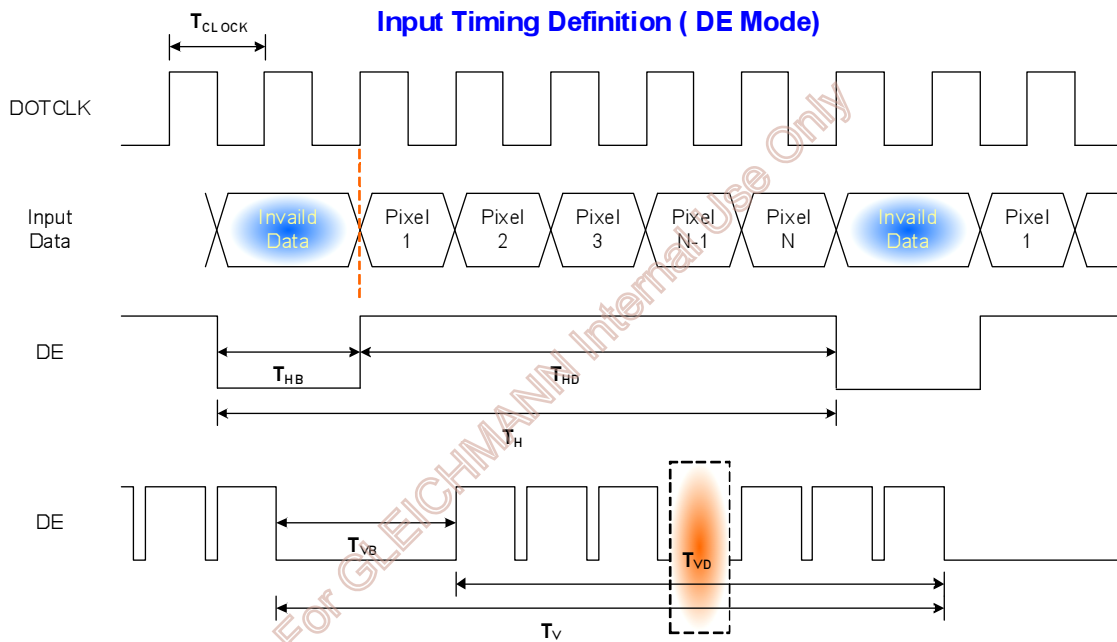 Input Timing Definition ( DE Mode)
TCLOCK
DOTCLK
Input
Data
Invaild
Data
Pixel
1
Pixel
2
Pixel
3
Pixel
N-1
Pixel
N
Invaild
Data
Pixel
1
DE
THB
THD
TH
DE
TVB
TVD
TV
For GLEICHMANN Internal Use Only